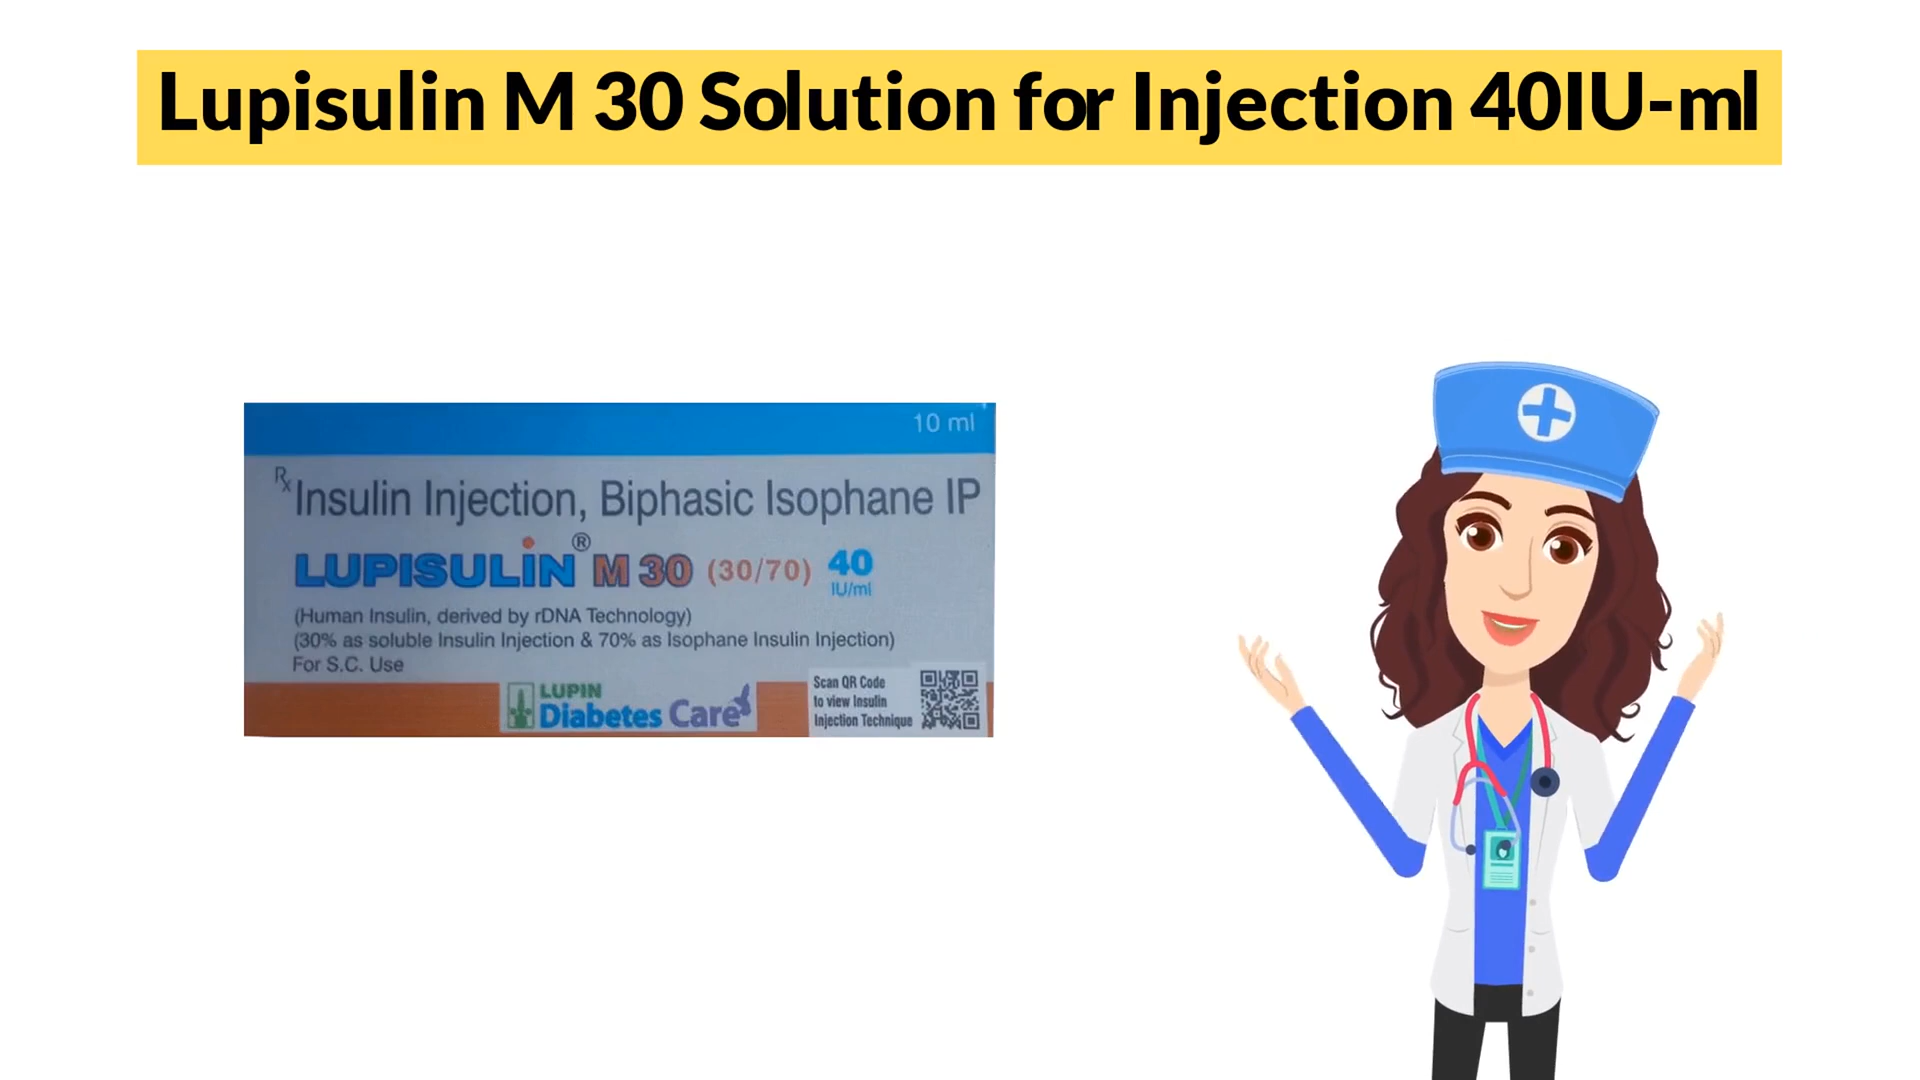 Lupisulin M 30 Solution for Injection 40IU-ml
10 ml
Rx Insulin Injection, Biphasic Isophane IP
LUPISULIN® M 30 (30/70) 40
IU/ml
(Human Insulin, derived by rDNA Technology)
(30% as soluble Insulin Injection & 70% as Isophane Insulin Injection)
For S.C. Use
LUPIN
Diabetes Care
Scan QR Code
to view Insulin
Injection Technique